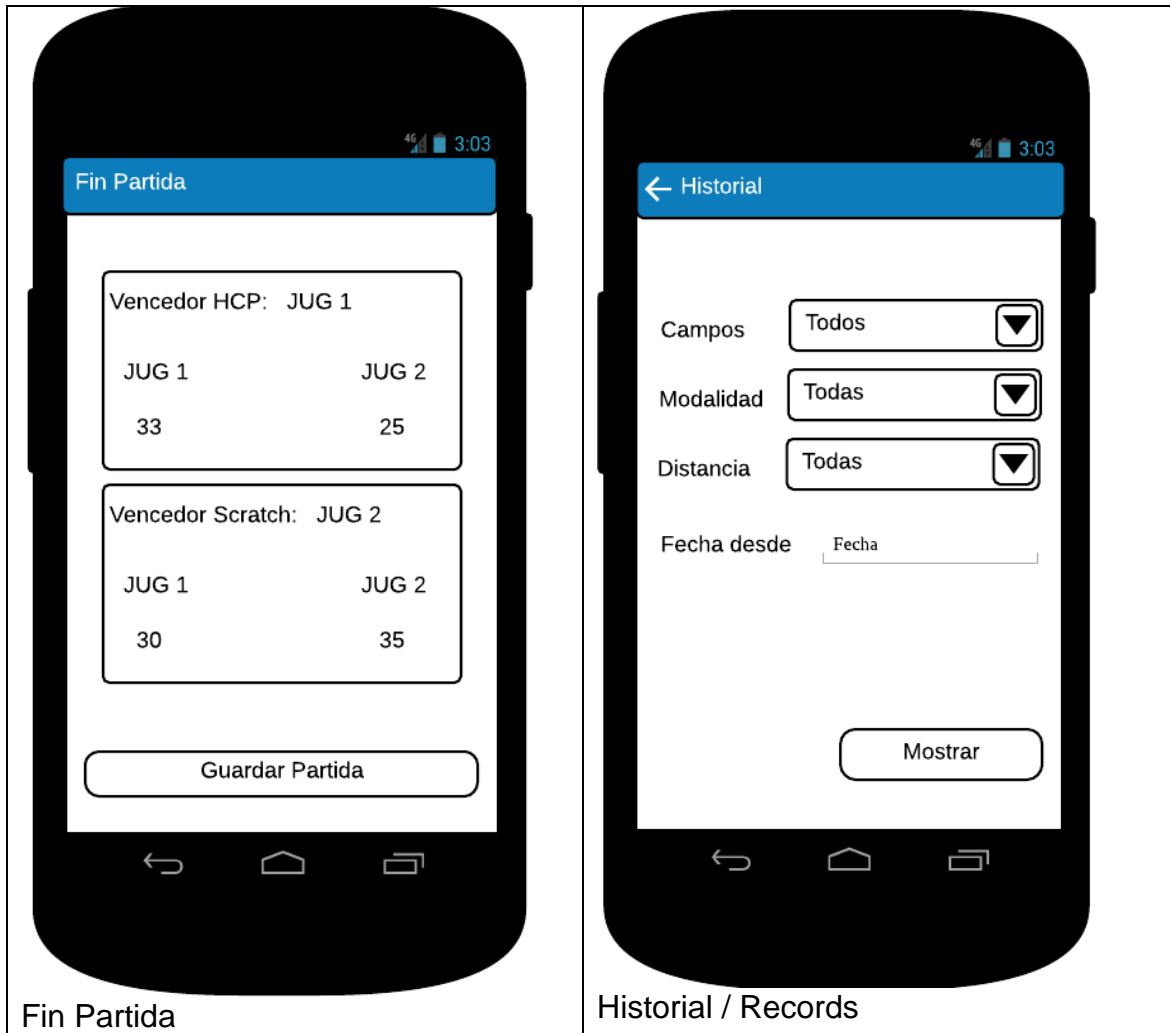 4G 3:03
Fin Partida
Vencedor HCP: JUG 1
JUG 1 JUG 2
33 25
Vencedor Scratch: JUG 2
JUG 1 JUG 2
30 35
Guardar Partida
Fin Partida
4G 3:03
Historial
Campos Todos
Modalidad Todas
Distancia Todas
Fecha desde Fecha
Mostrar
Historial / Records